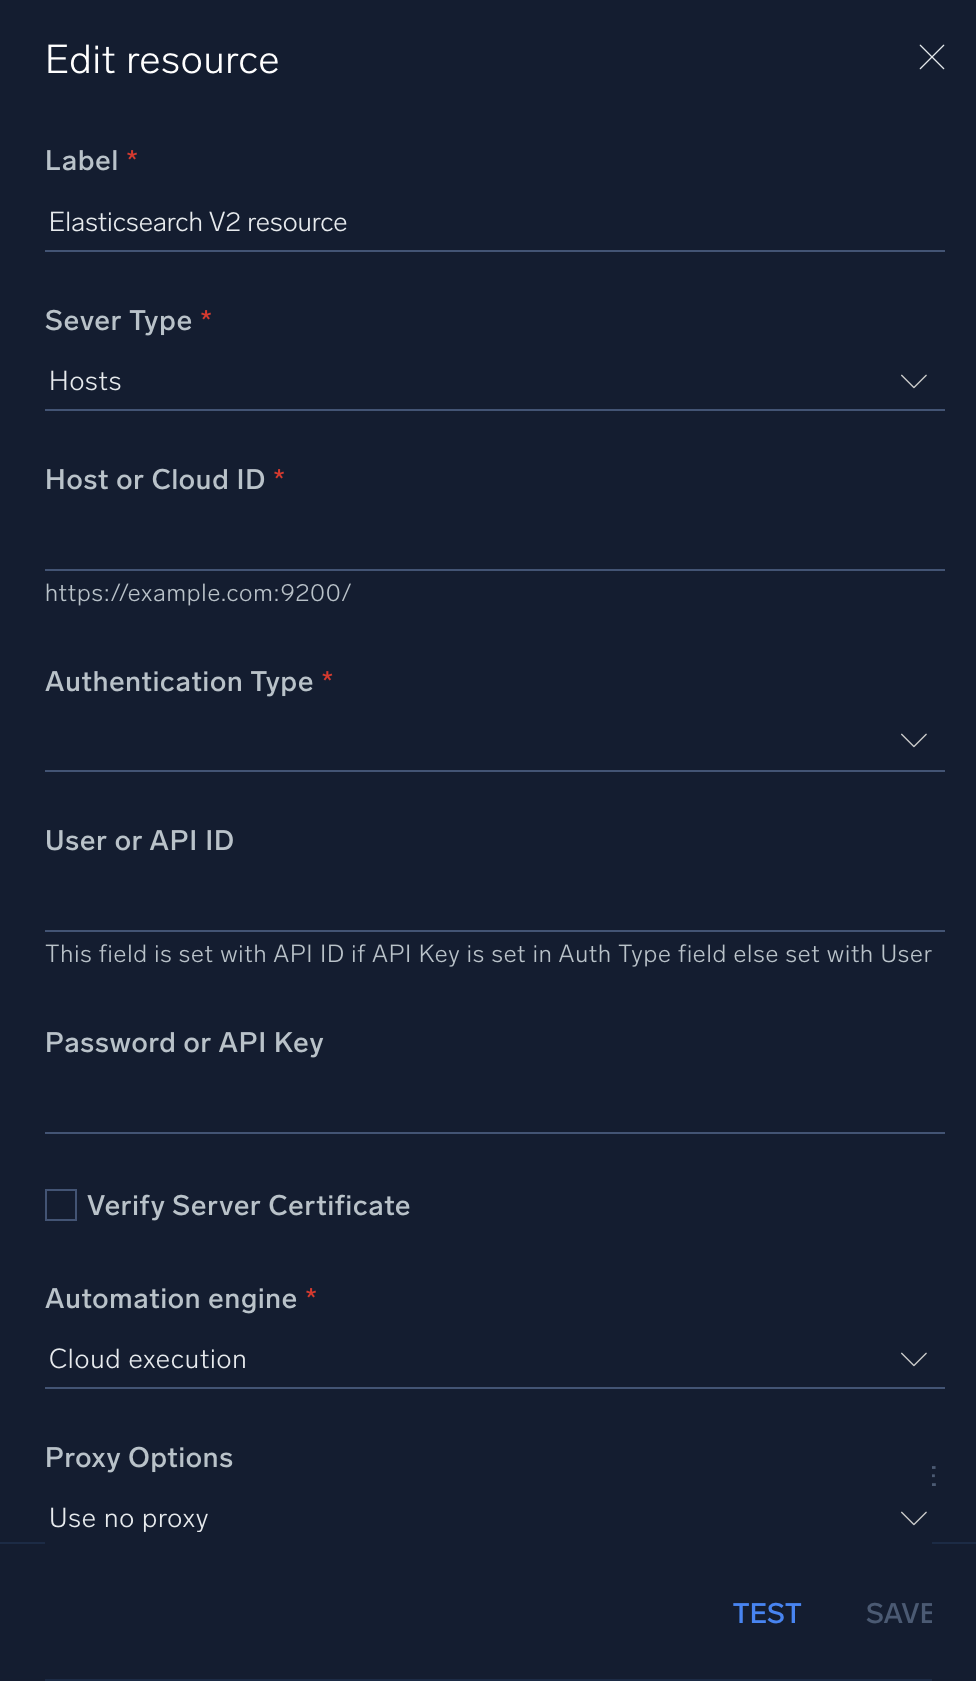 Edit resource
Label *
Elasticsearch V2 resource
Sever Type *
Hosts
Host or Cloud ID *
https://example.com:9200/
Authentication Type *
User or API ID
This field is set with API ID if API Key is set in Auth Type field else set with User
Password or API Key
Verify Server Certificate
Automation engine *
Cloud execution
Proxy Options
Use no proxy
TEST SAVE